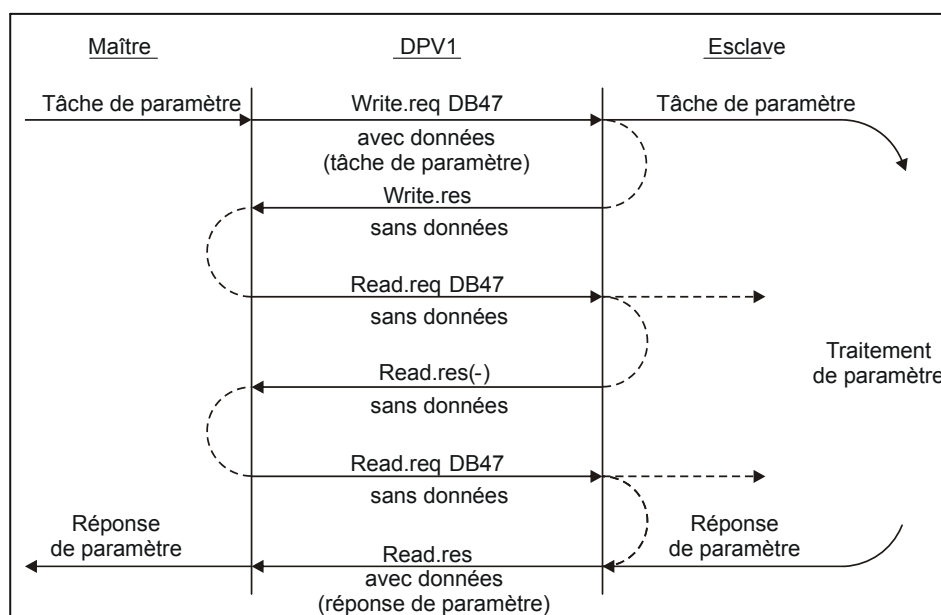 Maître DPV1 Esclave
Tâche de paramètre Write.req DB47 Tâche de paramètre
avec données
(tâche de paramètre)
Write.res
sans données
Read.req DB47
sans données
Traitement
de paramètre
Read.res(-)
sans données
Read.req DB47
sans données
Réponse
de paramètre
Read.res
avec données
(réponse de paramètre)
Réponse
de paramètre